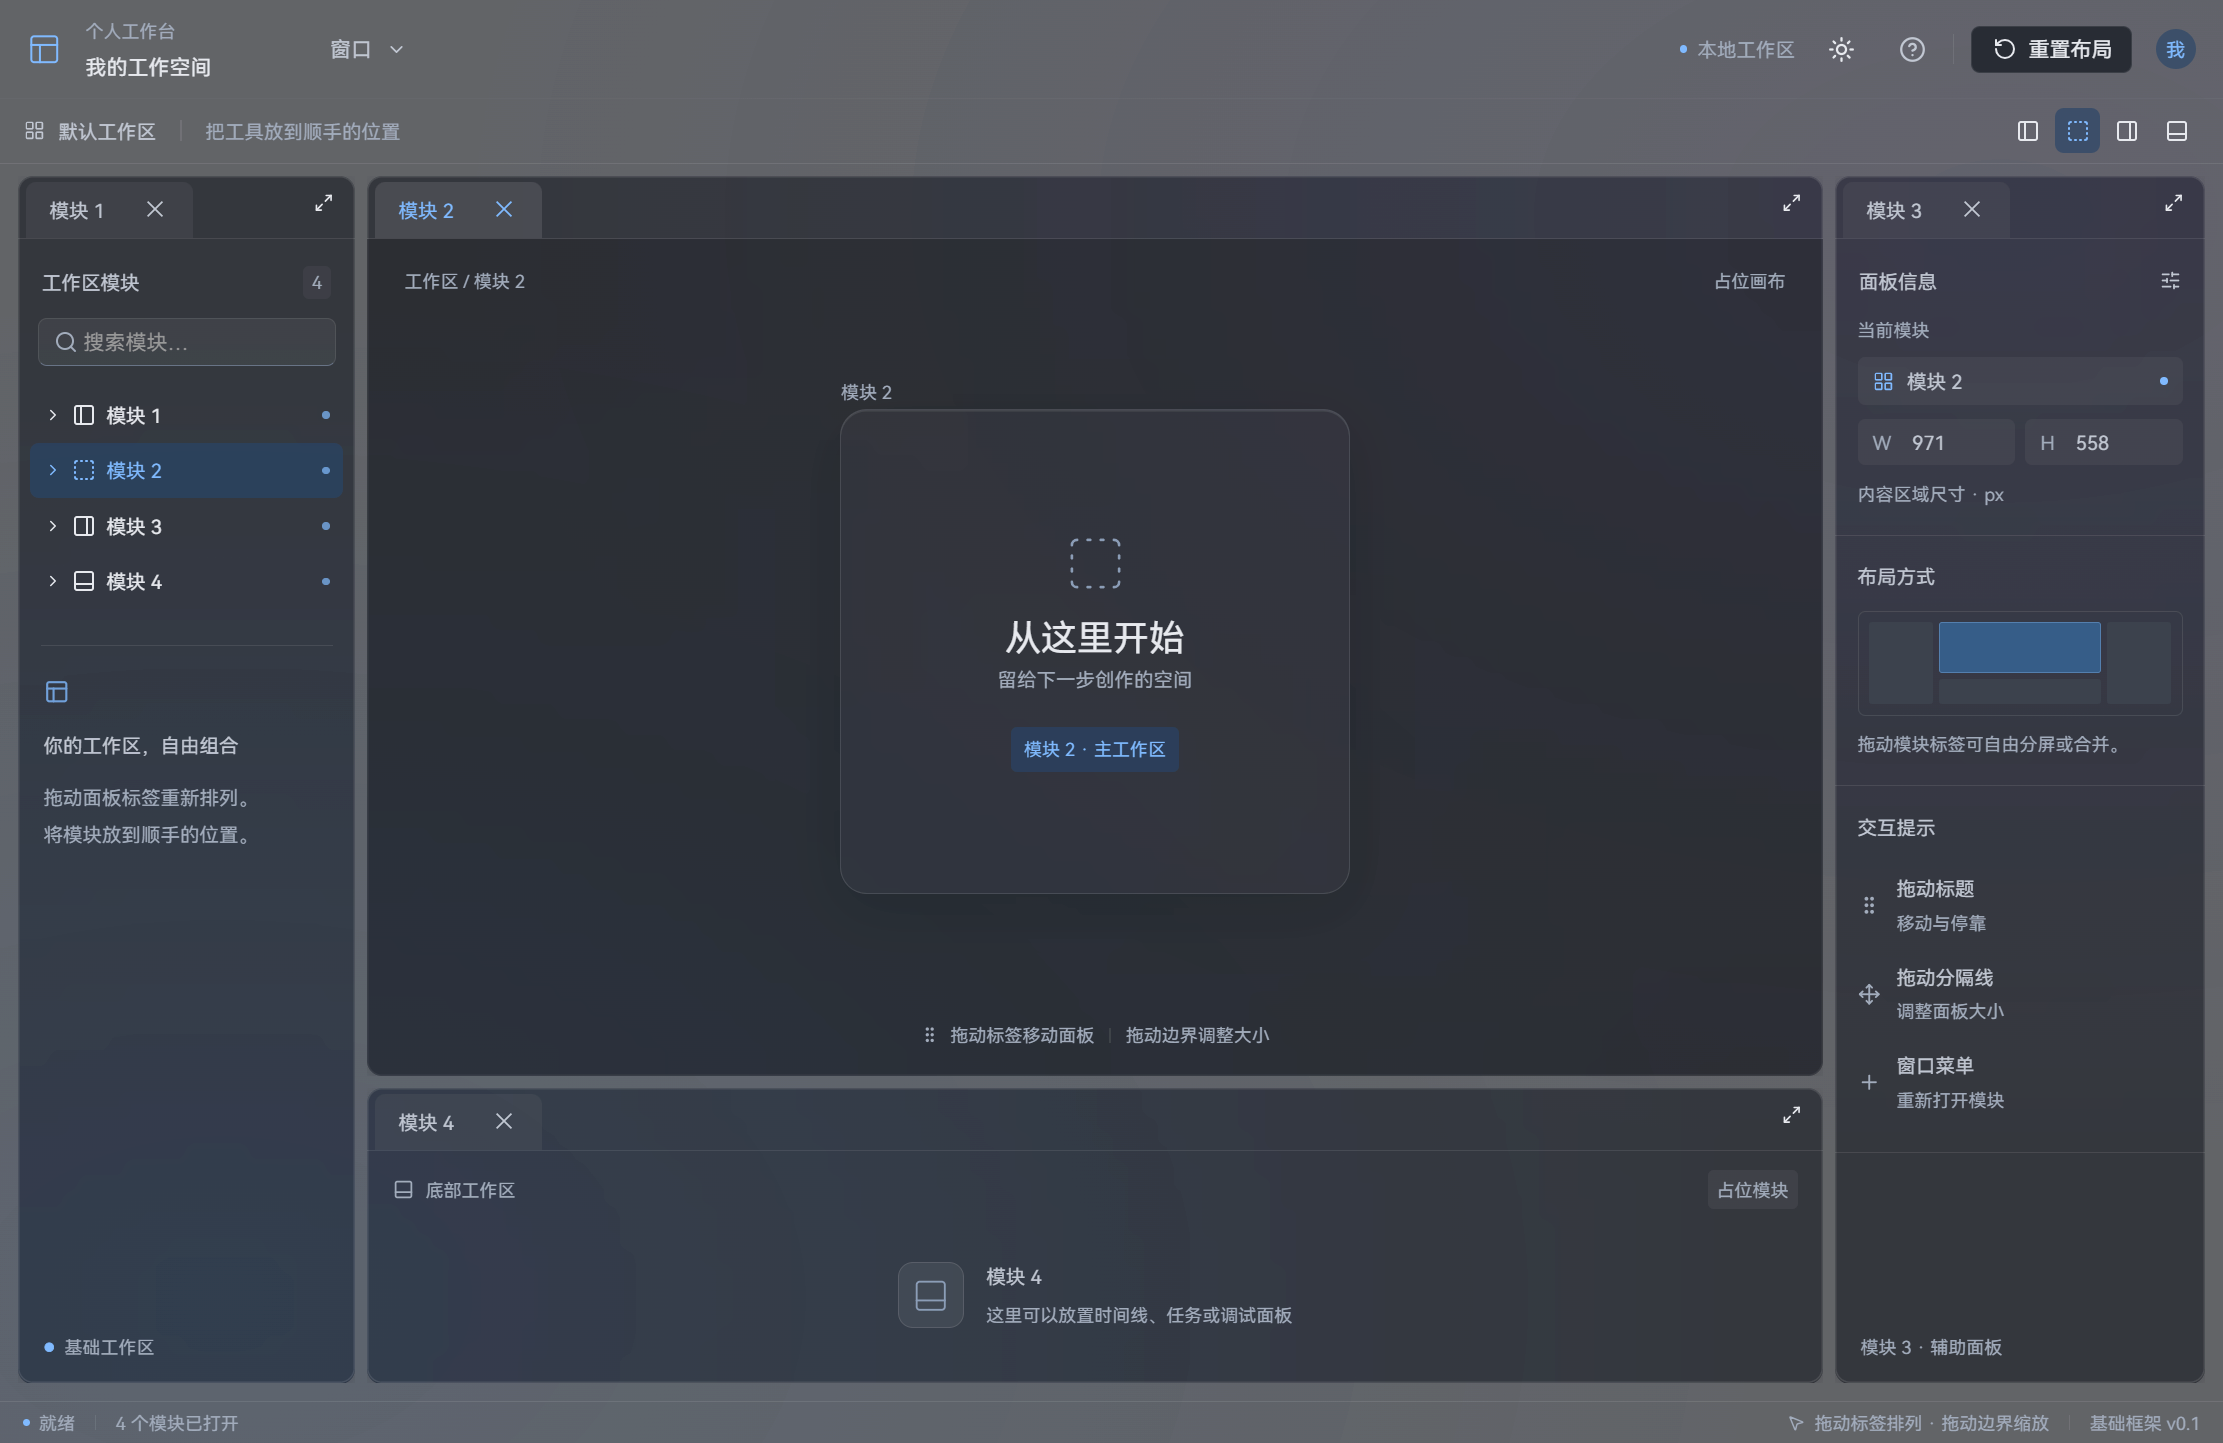 个人工作台
我的工作空间
窗口
本地工作区
重置布局
我
默认工作区
把工具放到顺手的位置
模块 1
工作区模块
4
搜索模块...
模块 1
模块 2
模块 3
模块 4
你的工作区，自由组合
拖动面板标签重新排列。
将模块放到顺手的位置。
基础工作区
模块 2
工作区 / 模块 2
占位画布
模块 2
从这里开始
留给下一步创作的空间
模块 2 · 主工作区
拖动标签移动面板
拖动边界调整大小
模块 4
底部工作区
占位模块
模块 4
这里可以放置时间线、任务或调试面板
模块 3
面板信息
当前模块
模块 2
W 971
H 558
内容区域尺寸 · px
布局方式
拖动模块标签可自由分屏或合并。
交互提示
拖动标题
移动与停靠
拖动分隔线
调整面板大小
窗口菜单
重新打开模块
模块 3 · 辅助面板
就绪
4 个模块已打开
拖动标签排列 · 拖动边界缩放
基础框架 v0.1